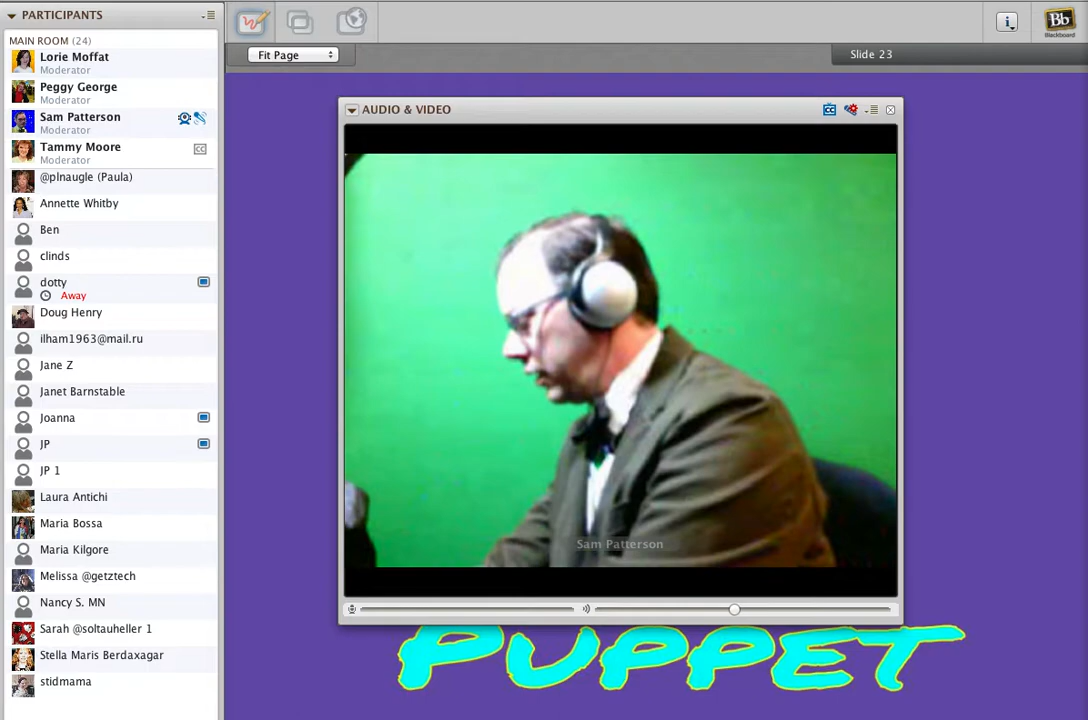 PARTICIPANTS
MAIN ROOM (24)
Lorie Moffat
Moderator
Peggy George
Moderator
Sam Patterson
Moderator
Tammy Moore
Moderator
CC
@plnaugle (Paula)
Annette Whitby
Ben
clinds
dotty
Away
Doug Henry
ilham1963@mail.ru
Jane Z
Janet Barnstable
Joanna
JP
JP 1
Laura Antichi
Maria Bossa
Maria Kilgore
Melissa @getztech
Nancy S. MN
Sarah @soltauheller 1
Stella Maris Berdaxagar
stidmama
Fit Page
Slide 23
i
Bb
Blackboard
AUDIO & VIDEO
CC
Sam Patterson
PUPPET